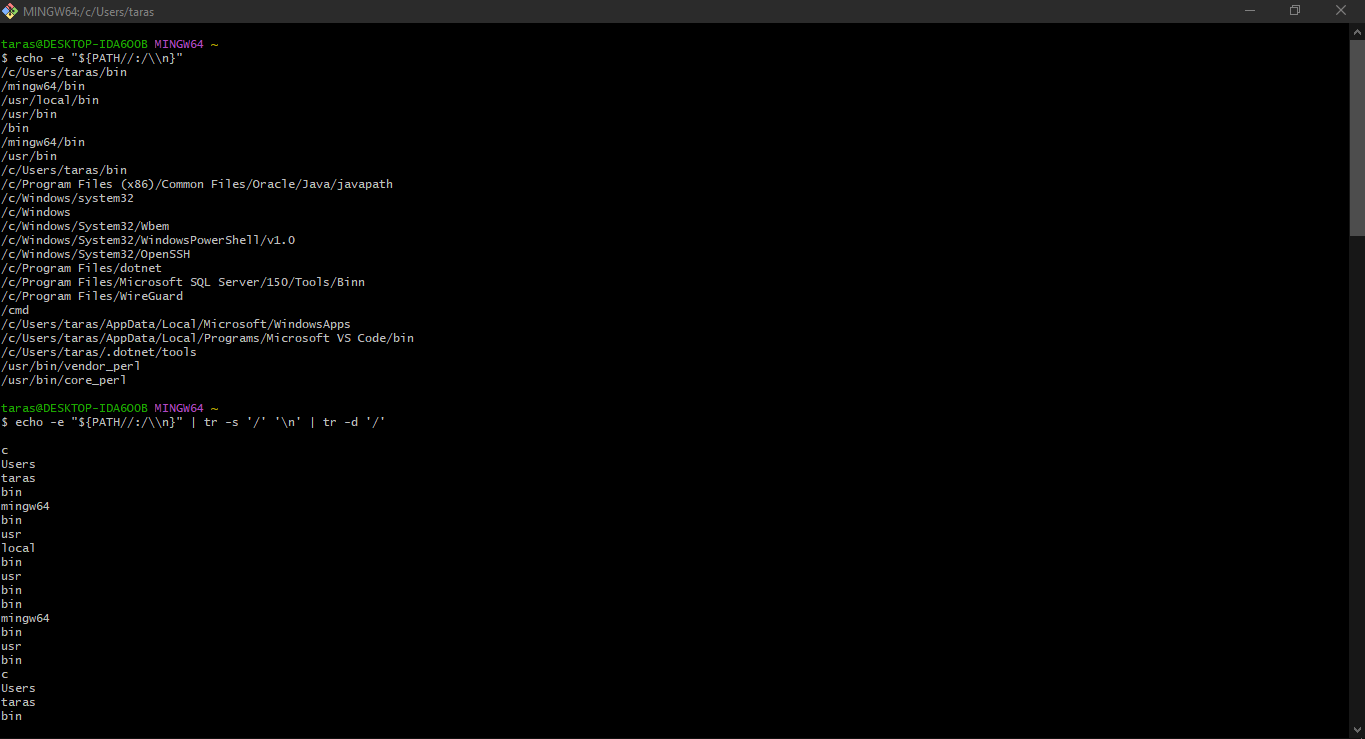 MINGW64:/c/Users/taras
taras@DESKTOP-IDA6OOB MINGW64 ~
$ echo -e "${PATH//:/\\n}"
/c/Users/taras/bin
/mingw64/bin
/usr/local/bin
/usr/bin
/bin
/mingw64/bin
/usr/bin
/c/Users/taras/bin
/c/Program Files (x86)/Common Files/Oracle/Java/javapath
/c/Windows/system32
/c/Windows
/c/Windows/System32/Wbem
/c/Windows/System32/WindowsPowerShell/v1.0
/c/Windows/System32/OpenSSH
/c/Program Files/dotnet
/c/Program Files/Microsoft SQL Server/150/Tools/Binn
/c/Program Files/WireGuard
/cmd
/c/Users/taras/AppData/Local/Microsoft/WindowsApps
/c/Users/taras/AppData/Local/Programs/Microsoft VS Code/bin
/c/Users/taras/.dotnet/tools
/usr/bin/vendor_perl
/usr/bin/core_perl
taras@DESKTOP-IDA6OOB MINGW64 ~
$ echo -e "${PATH//:/\\n}" | tr -s '/' '\n' | tr -d '/'
c
Users
taras
bin
mingw64
bin
usr
local
bin
usr
bin
bin
mingw64
bin
usr
bin
c
Users
taras
bin